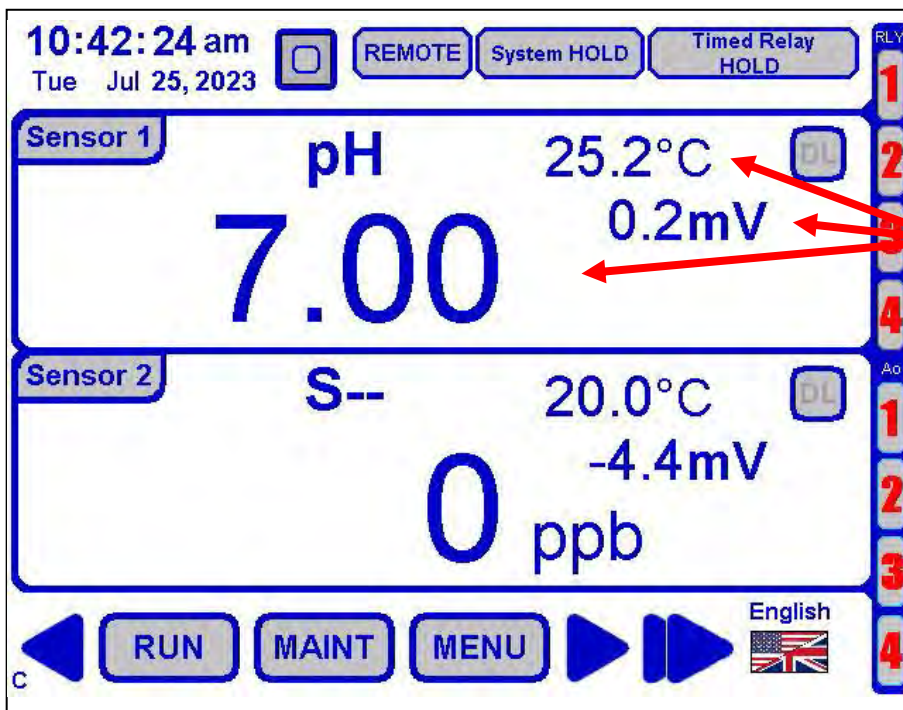 10:42:24 am
Tue Jul 25, 2023
REMOTE
System HOLD
Timed Relay
HOLD
RLY
1
2
3
4
Sensor 1
pH
25.2°C
DL
0.2mV
7.00
Sensor 2
S--
20.0°C
DL
-4.4mV
0 ppb
Ao
1
2
3
4
RUN
MAINT
MENU
English
C